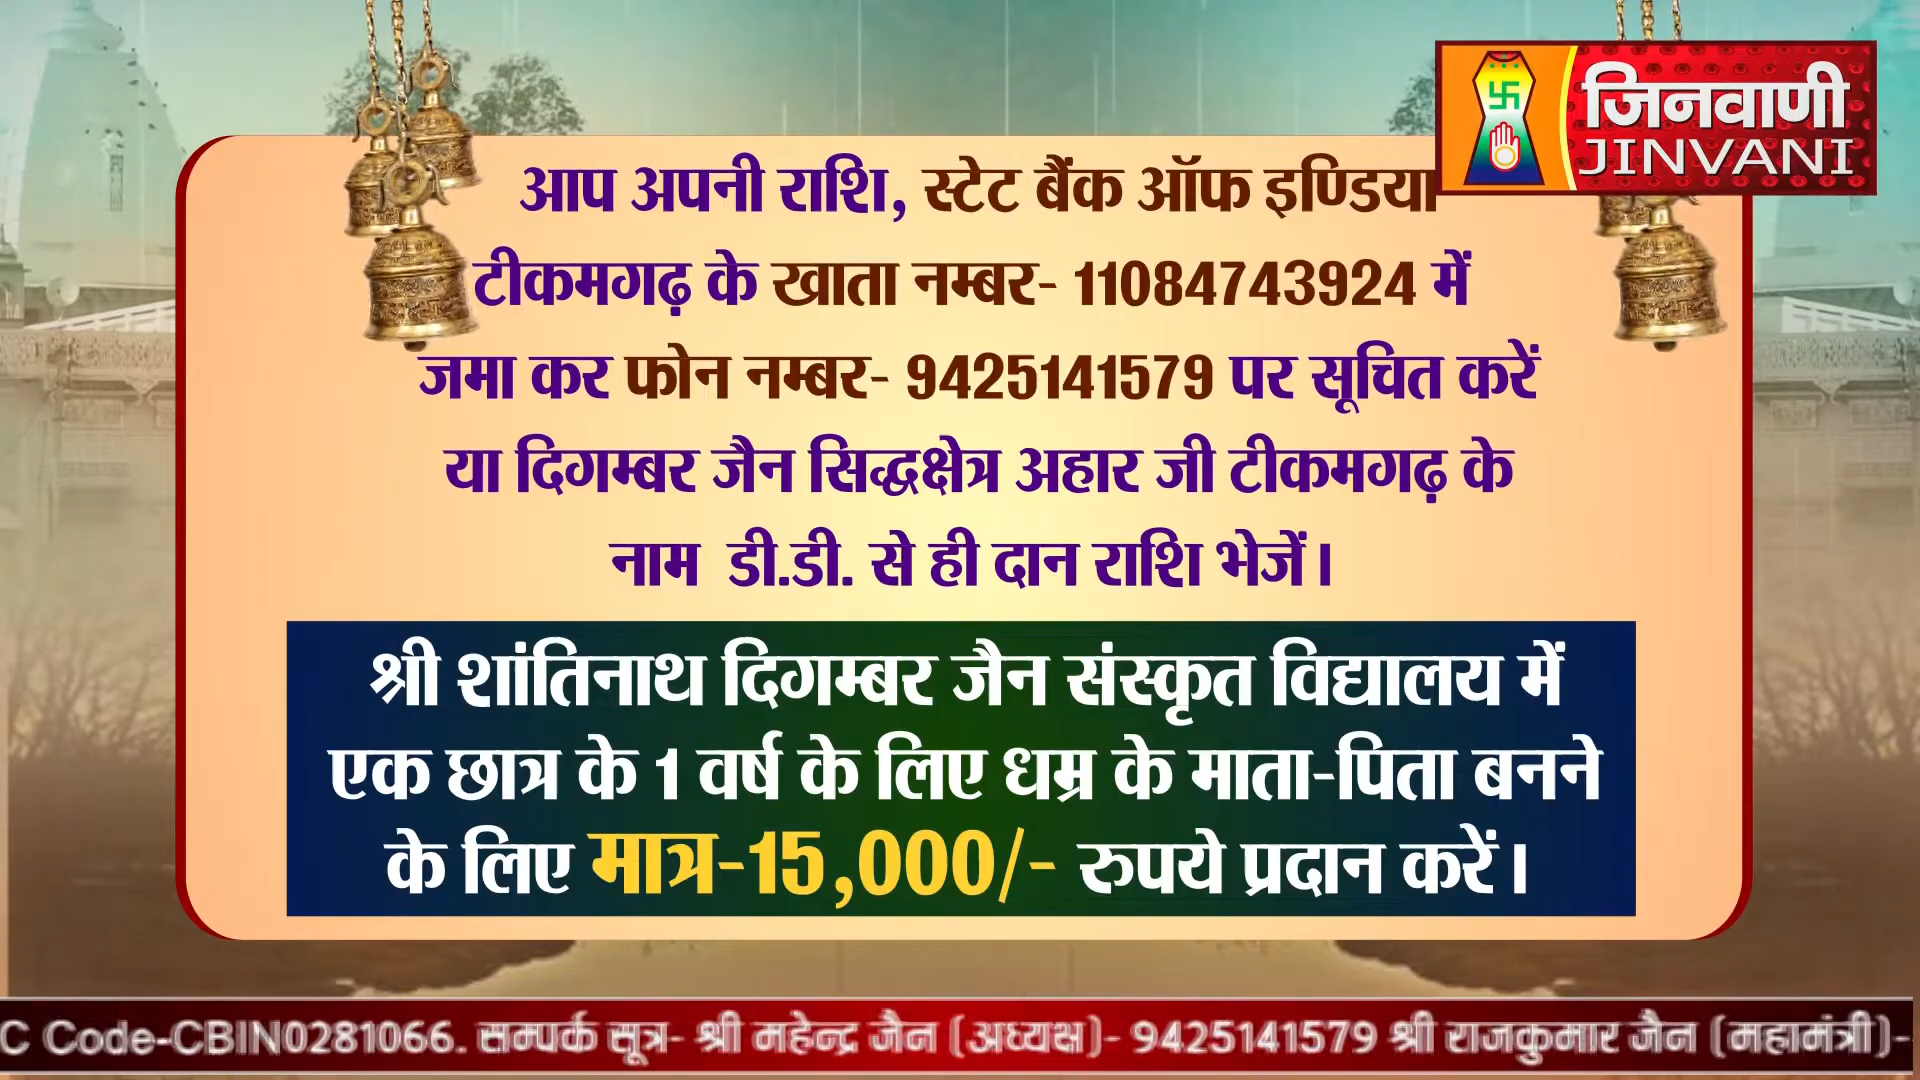 जिनवाणी
JINVANI
आप अपनी राशि, स्टेट बैंक ऑफ इण्डिया
टीकमगढ़ के खाता नम्बर- 11084743924 में
जमा कर फोन नम्बर- 9425141579 पर सूचित करें
या दिगम्बर जैन सिद्धक्षेत्र अहार जी टीकमगढ़ के
नाम डी.डी. से ही दान राशि भेजें।
श्री शांतिनाथ दिगम्बर जैन संस्कृत विद्यालय में
एक छात्र के 1 वर्ष के लिए धम्र के माता-पिता बनने
के लिए मात्र-15,000/- रुपये प्रदान करें।
C Code-CBIN0281066. सम्पर्क सूत्र- श्री महेन्द्र जैन (अध्यक्ष)- 9425141579 श्री राजकुमार जैन (महामंत्री)-